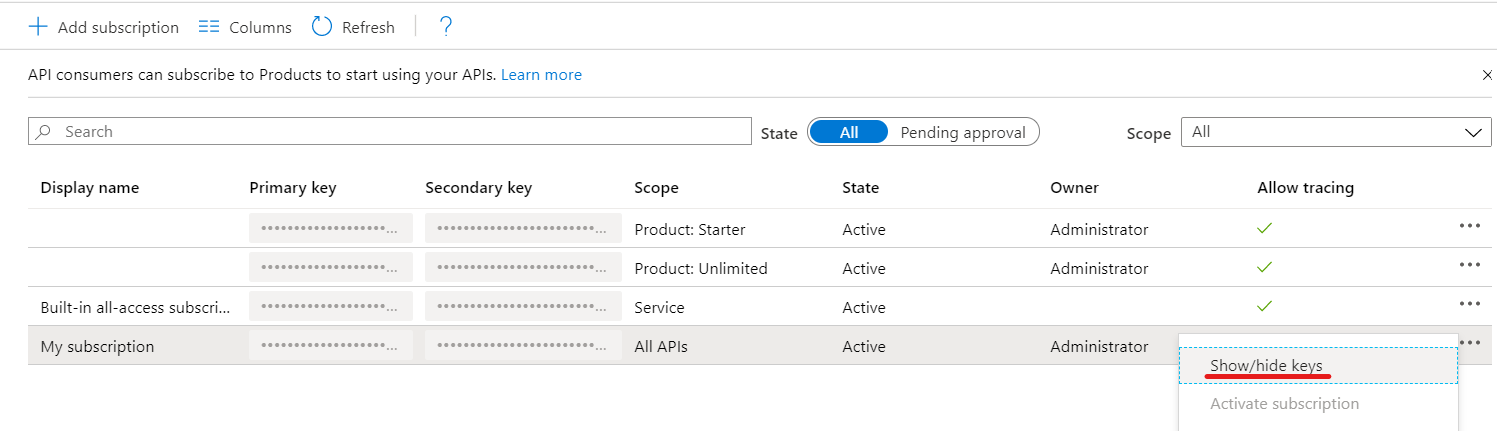 Add subscription Columns Refresh ?
API consumers can subscribe to Products to start using your APIs. Learn more
Search State All Pending approval Scope All
Display name Primary key Secondary key Scope State Owner Allow tracing
•••••••••••••••••••... •••••••••••••••••••••... Product: Starter Active Administrator
•••••••••••••••••••... •••••••••••••••••••••... Product: Unlimited Active Administrator
Built-in all-access subscri... •••••••••••••••••••... •••••••••••••••••••••... Service Active
My subscription •••••••••••••••••••... •••••••••••••••••••••... All APIs Active Administrator
Show/hide keys
Activate subscription